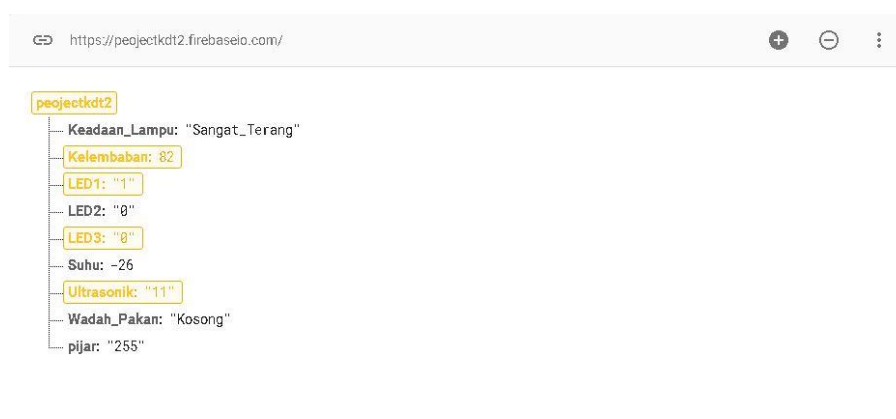 https://peojectkdt2.firebaseio.com/
peojectkdt2
Keadaan_Lampu: "Sangat_Terang"
Kelembaban: 82
LED1: "1"
LED2: "0"
LED3: "0"
Suhu: -26
Ultrasonik: "11"
Wadah_Pakan: "Kosong"
pijar: "255"